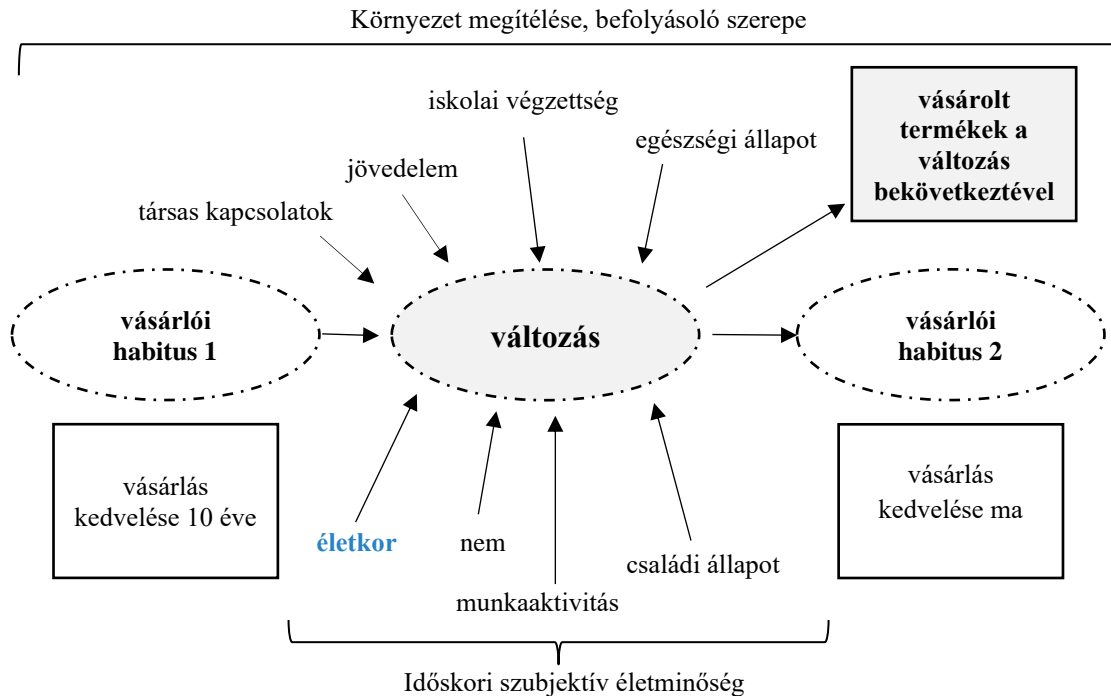 Környezet megítélése, befolyásoló szerepe
iskolai végzettség
egészségi állapot
jövedelem
társas kapcsolatok
vásárolt
termékek a
változás
bekövetkeztével
vásárlói
habitus 1
változás
vásárlói
habitus 2
vásárlás
kedvelése 10 éve
életkor
nem
munkaaktivitás
családi állapot
vásárlás
kedvelése ma
Időskori szubjektív életminőség